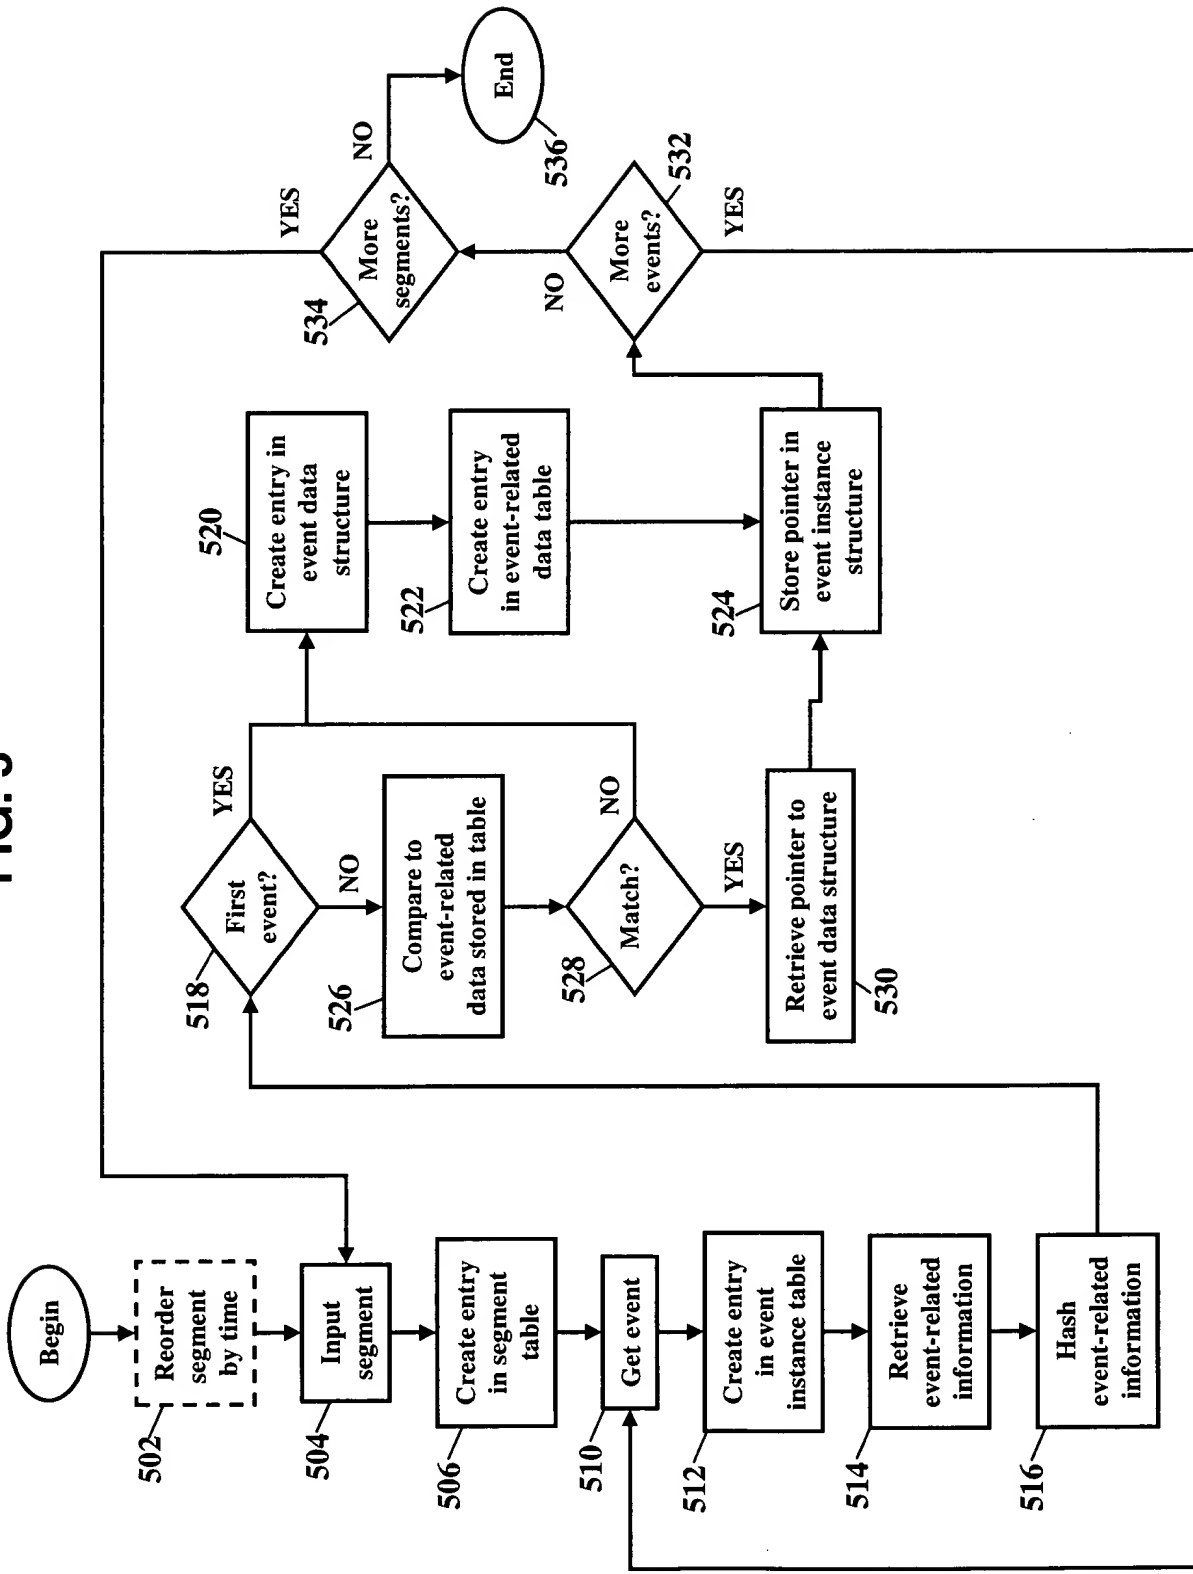 FIG. 5
Begin
Reorder
segment
by time
502
Input
segment
504
Create entry
in segment
table
506
Get event
510
Create entry
in event
instance table
512
Retrieve
event-related
information
514
Hash
event-related
information
516
First
event?
518
YES
NO
Compare to
event-related
data stored in table
526
Match?
528
NO
YES
Retrieve pointer to
event data structure
530
Create entry in
event data
structure
520
Create entry
in event-related
data table
522
Store pointer in
event instance
structure
524
More
events?
532
NO
YES
More
segments?
534
YES
NO
End
536